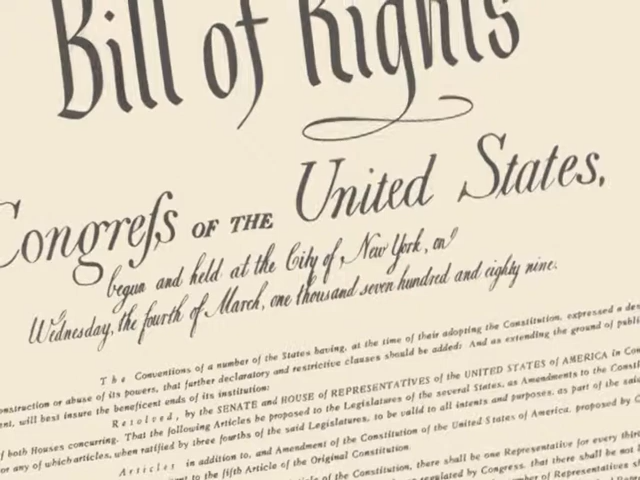 Bill of Rights
Congreſs OF THE United States,
begun and held at the City of New York, on
Wednesday, the fourth of March, one thousand seven hundred and eighty nine.
The Conventions of a number of the States having, at the time of their adopting the Constitution, expressed a
or abuse of its powers, that further declaratory and restrictive clauses should be added: And as extending the ground of
will best insure the beneficent ends of its institution:
Resolved, by the SENATE and HOUSE of REPRESENTATIVES of the UNITED STATES of AMERICA in
of both Houses concurring. That the following Articles be proposed to the Legislatures of the several States, as Amendments to the
or any of which articles, when ratified by three fourths of the said Legislatures, to be valid to all intents and purposes, as part of the
Articles in addition to, and Amendment of the Constitution of the United States of America, proposed by
to the fifth Article of the Original Constitution.
of the Constitution, there shall be one Representative for every
regulated by Congress, that there shall be not
of Representatives